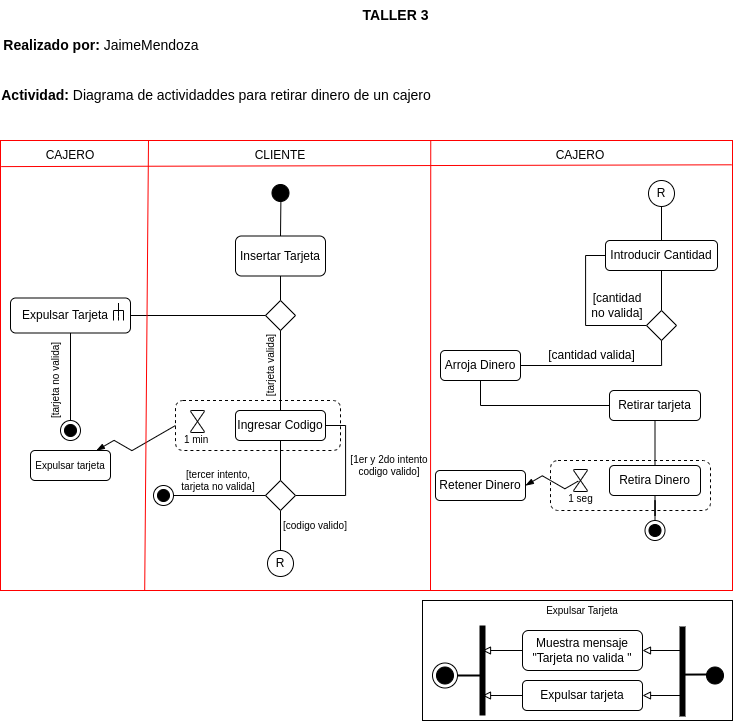 TALLER 3
Realizado por: JaimeMendoza
Actividad: Diagrama de actividaddes para retirar dinero de un cajero
CAJERO
CLIENTE
CAJERO
R
Insertar Tarjeta
Introducir Cantidad
[cantidad
no valida]
Expulsar Tarjeta
[tarjeta no valida]
[tarjeta valida]
[cantidad valida]
Arroja Dinero
Retirar tarjeta
Ingresar Codigo
1 min
Expulsar tarjeta
[1er y 2do intento
codigo valido]
[tercer intento,
tarjeta no valida]
Retener Dinero
Retira Dinero
1 seg
[codigo valido]
R
Expulsar Tarjeta
Muestra mensaje
"Tarjeta no valida "
Expulsar tarjeta